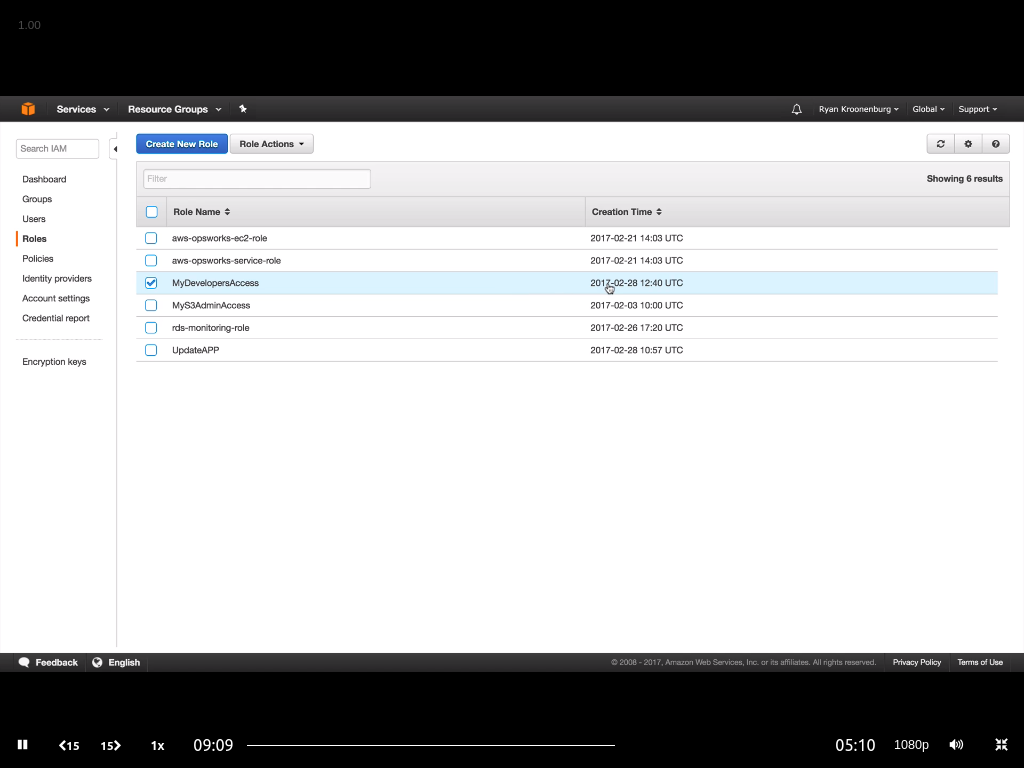 1.00
Services Resource Groups Ryan Kroonenburg Global Support
Search IAM
Create New Role Role Actions
Filter
Showing 6 results
Dashboard
Groups
Users
Roles
Policies
Identity providers
Account settings
Credential report
Encryption keys
Role Name Creation Time
aws-opsworks-ec2-role 2017-02-21 14:03 UTC
aws-opsworks-service-role 2017-02-21 14:03 UTC
MyDevelopersAccess 2017-02-28 12:40 UTC
MyS3AdminAccess 2017-02-03 10:00 UTC
rds-monitoring-role 2017-02-26 17:20 UTC
UpdateAPP 2017-02-28 10:57 UTC
Feedback English © 2008 - 2017, Amazon Web Services, Inc. or its affiliates. All rights reserved. Privacy Policy Terms of Use
15 15 1x 09:09 05:10 1080p